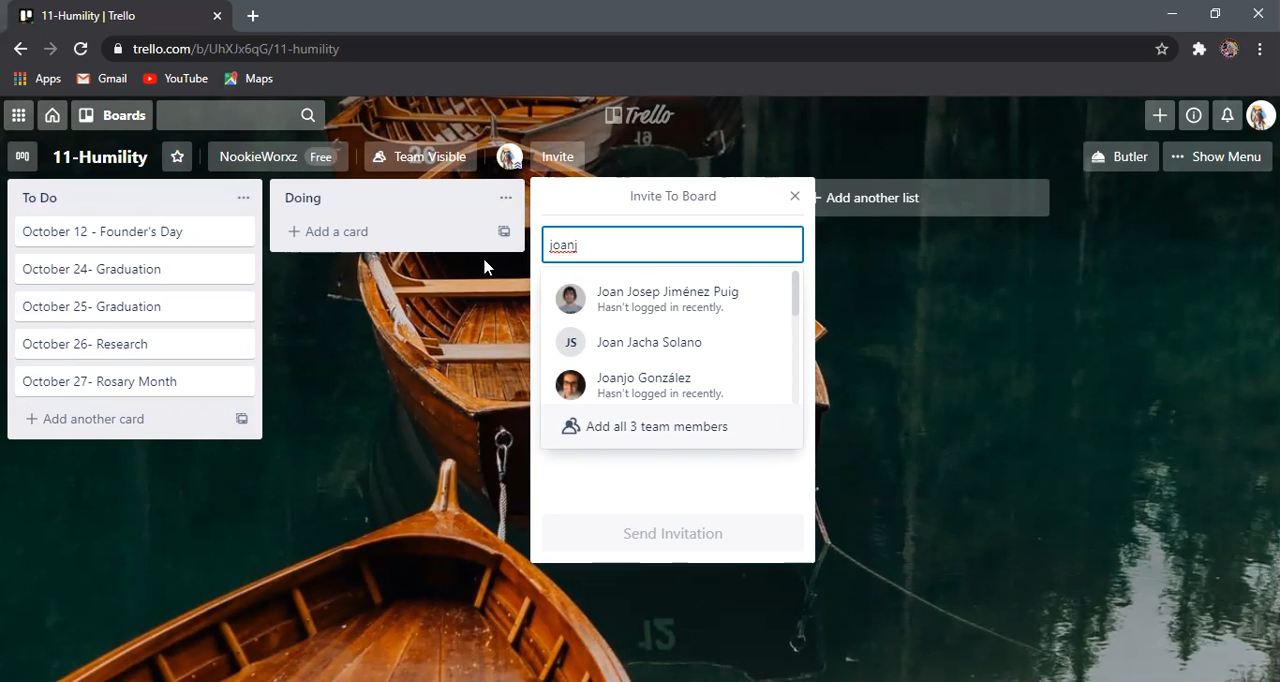 11-Humility | Trello
trello.com/b/UhXJx6qG/11-humility
Apps Gmail YouTube Maps
Boards Trello
11-Humility NookieWorxz Free Team Visible Invite Butler Show Menu
To Do
October 12 - Founder's Day
October 24- Graduation
October 25- Graduation
October 26- Research
October 27- Rosary Month
Add another card
Doing
Add a card
Invite To Board
joanj
Joan Josep Jiménez Puig
Hasn't logged in recently.
JS Joan Jacha Solano
Joanjo González
Hasn't logged in recently.
Add all 3 team members
Send Invitation
Add another list
19
12